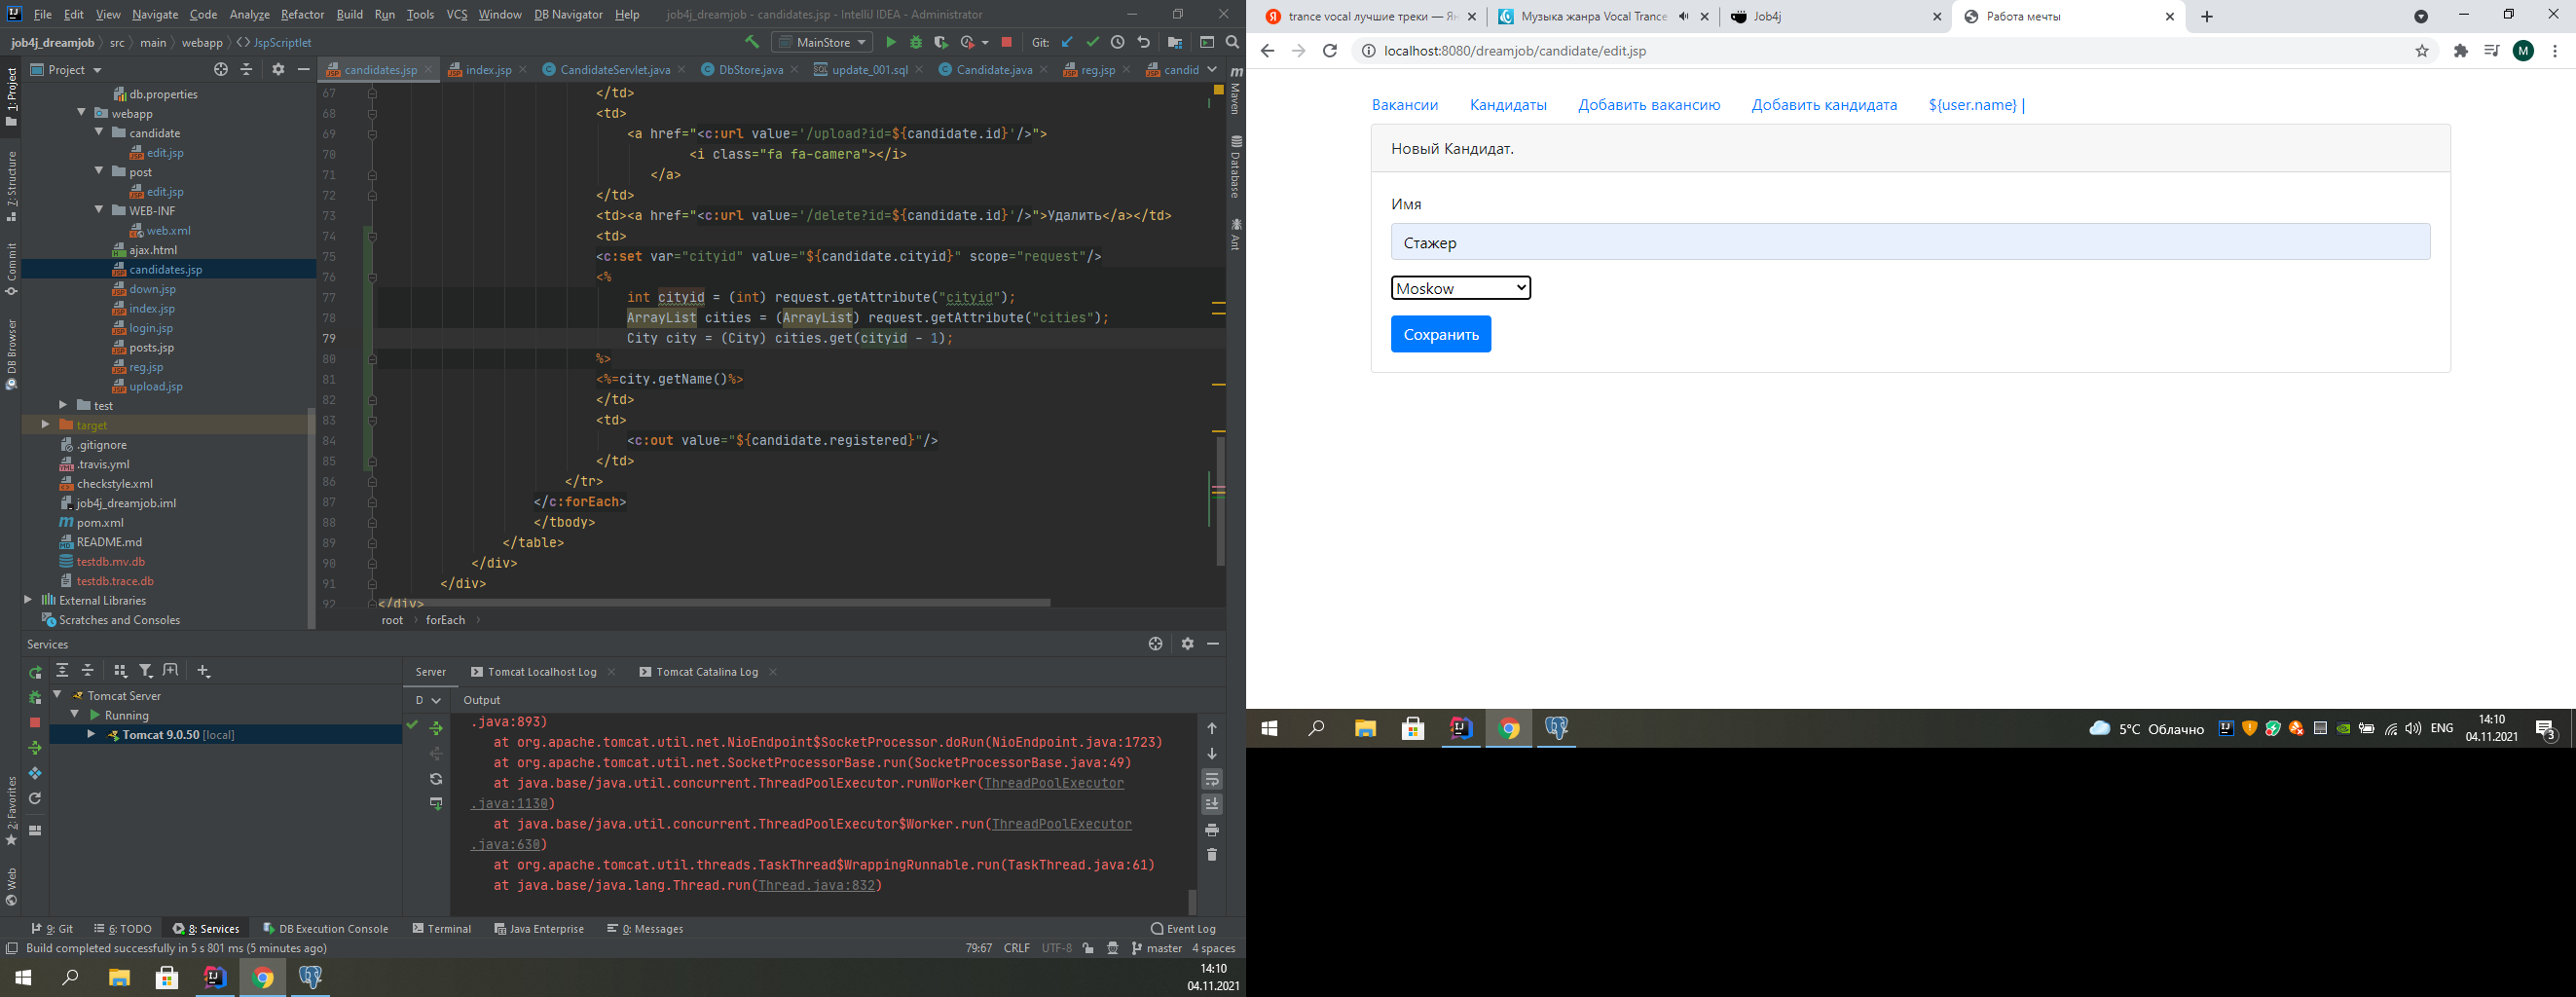 File Edit View Navigate Code Analyze Refactor Build Run Tools VCS Window DB Navigator Help job4j_dreamjob - candidates.jsp - IntelliJ IDEA - Administrator
job4j_dreamjob src main webapp JspScriptlet
MainStore
Git:
Project
candidates.jsp index.jsp CandidateServlet.java DbStore.java update_001.sql Candidate.java reg.jsp candid
1: Project
7: Structure
Commit
DB Browser
2: Favorites
Web
Maven
Database
Ant
db.properties
webapp
candidate
edit.jsp
post
edit.jsp
WEB-INF
web.xml
ajax.html
candidates.jsp
down.jsp
index.jsp
login.jsp
posts.jsp
reg.jsp
upload.jsp
test
target
.gitignore
.travis.yml
checkstyle.xml
job4j_dreamjob.iml
pom.xml
README.md
testdb.mv.db
testdb.trace.db
External Libraries
Scratches and Consoles
67 </td>
68 <td>
69 <a href="<c:url value='/upload?id=${candidate.id}'/>">
70 <i class="fa fa-camera"></i>
71 </a>
72 </td>
73 <td><a href="<c:url value='/delete?id=${candidate.id}'/>">Удалить</a></td>
74 <td>
75 <c:set var="cityid" value="${candidate.cityid}" scope="request"/>
76 <%
77 int cityid = (int) request.getAttribute("cityid");
78 ArrayList cities = (ArrayList) request.getAttribute("cities");
79 City city = (City) cities.get(cityid - 1);
80 %>
81 <%=city.getName()%>
82 </td>
83 <td>
84 <c:out value="${candidate.registered}"/>
85 </td>
86 </tr>
87 </c:forEach>
88 </tbody>
89 </table>
90 </div>
91 </div>
92 </div>
root forEach
Services
Tomcat Server
Running
Tomcat 9.0.50 [local]
Server Tomcat Localhost Log Tomcat Catalina Log
D Output
.java:893)
at org.apache.tomcat.util.net.NioEndpoint$SocketProcessor.doRun(NioEndpoint.java:1723)
at org.apache.tomcat.util.net.SocketProcessorBase.run(SocketProcessorBase.java:49)
at java.base/java.util.concurrent.ThreadPoolExecutor.runWorker(ThreadPoolExecutor
.java:1130)
at java.base/java.util.concurrent.ThreadPoolExecutor$Worker.run(ThreadPoolExecutor
.java:630)
at org.apache.tomcat.util.threads.TaskThread$WrappingRunnable.run(TaskThread.java:61)
at java.base/java.lang.Thread.run(Thread.java:832)
9: Git 6: TODO 8: Services DB Execution Console Terminal Java Enterprise 0: Messages Event Log
Build completed successfully in 5 s 801 ms (5 minutes ago) 79:67 CRLF UTF-8 master 4 spaces
14:10
04.11.2021
trance vocal лучшие треки — Ян Музыка жанра Vocal Trance Job4j Работа мечты
localhost:8080/dreamjob/candidate/edit.jsp
M
Вакансии Кандидаты Добавить вакансию Добавить кандидата ${user.name} |
Новый Кандидат.
Имя
Стажер
Moskow
Сохранить
5°C Облачно ENG 14:10
04.11.2021
3